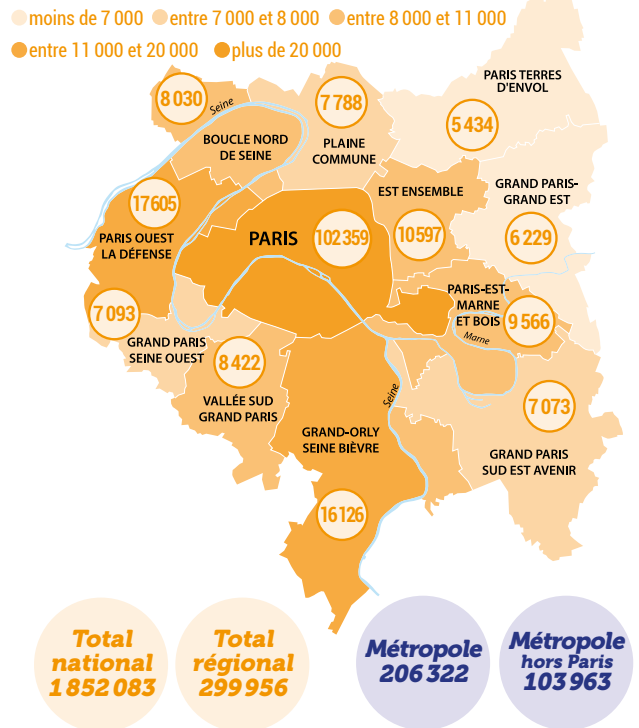 moins de 7 000 entre 7 000 et 8 000 entre 8 000 et 11 000
entre 11 000 et 20 000 plus de 20 000
PARIS TERRES
D'ENVOL
5 434
8 030
Seine
BOUCLE NORD
DE SEINE
7 788
PLAINE
COMMUNE
EST ENSEMBLE
10 597
GRAND PARIS-
GRAND EST
6 229
17 605
PARIS OUEST
LA DÉFENSE
PARIS
102 359
PARIS-EST-
MARNE
ET BOIS
9 566
Marne
7 093
GRAND PARIS
SEINE OUEST
8 422
VALLÉE SUD
GRAND PARIS
Seine
GRAND-ORLY
SEINE BIÈVRE
16 126
7 073
GRAND PARIS
SUD EST AVENIR
Total
national
1 852 083
Total
régional
299 956
Métropole
206 322
Métropole
hors Paris
103 963